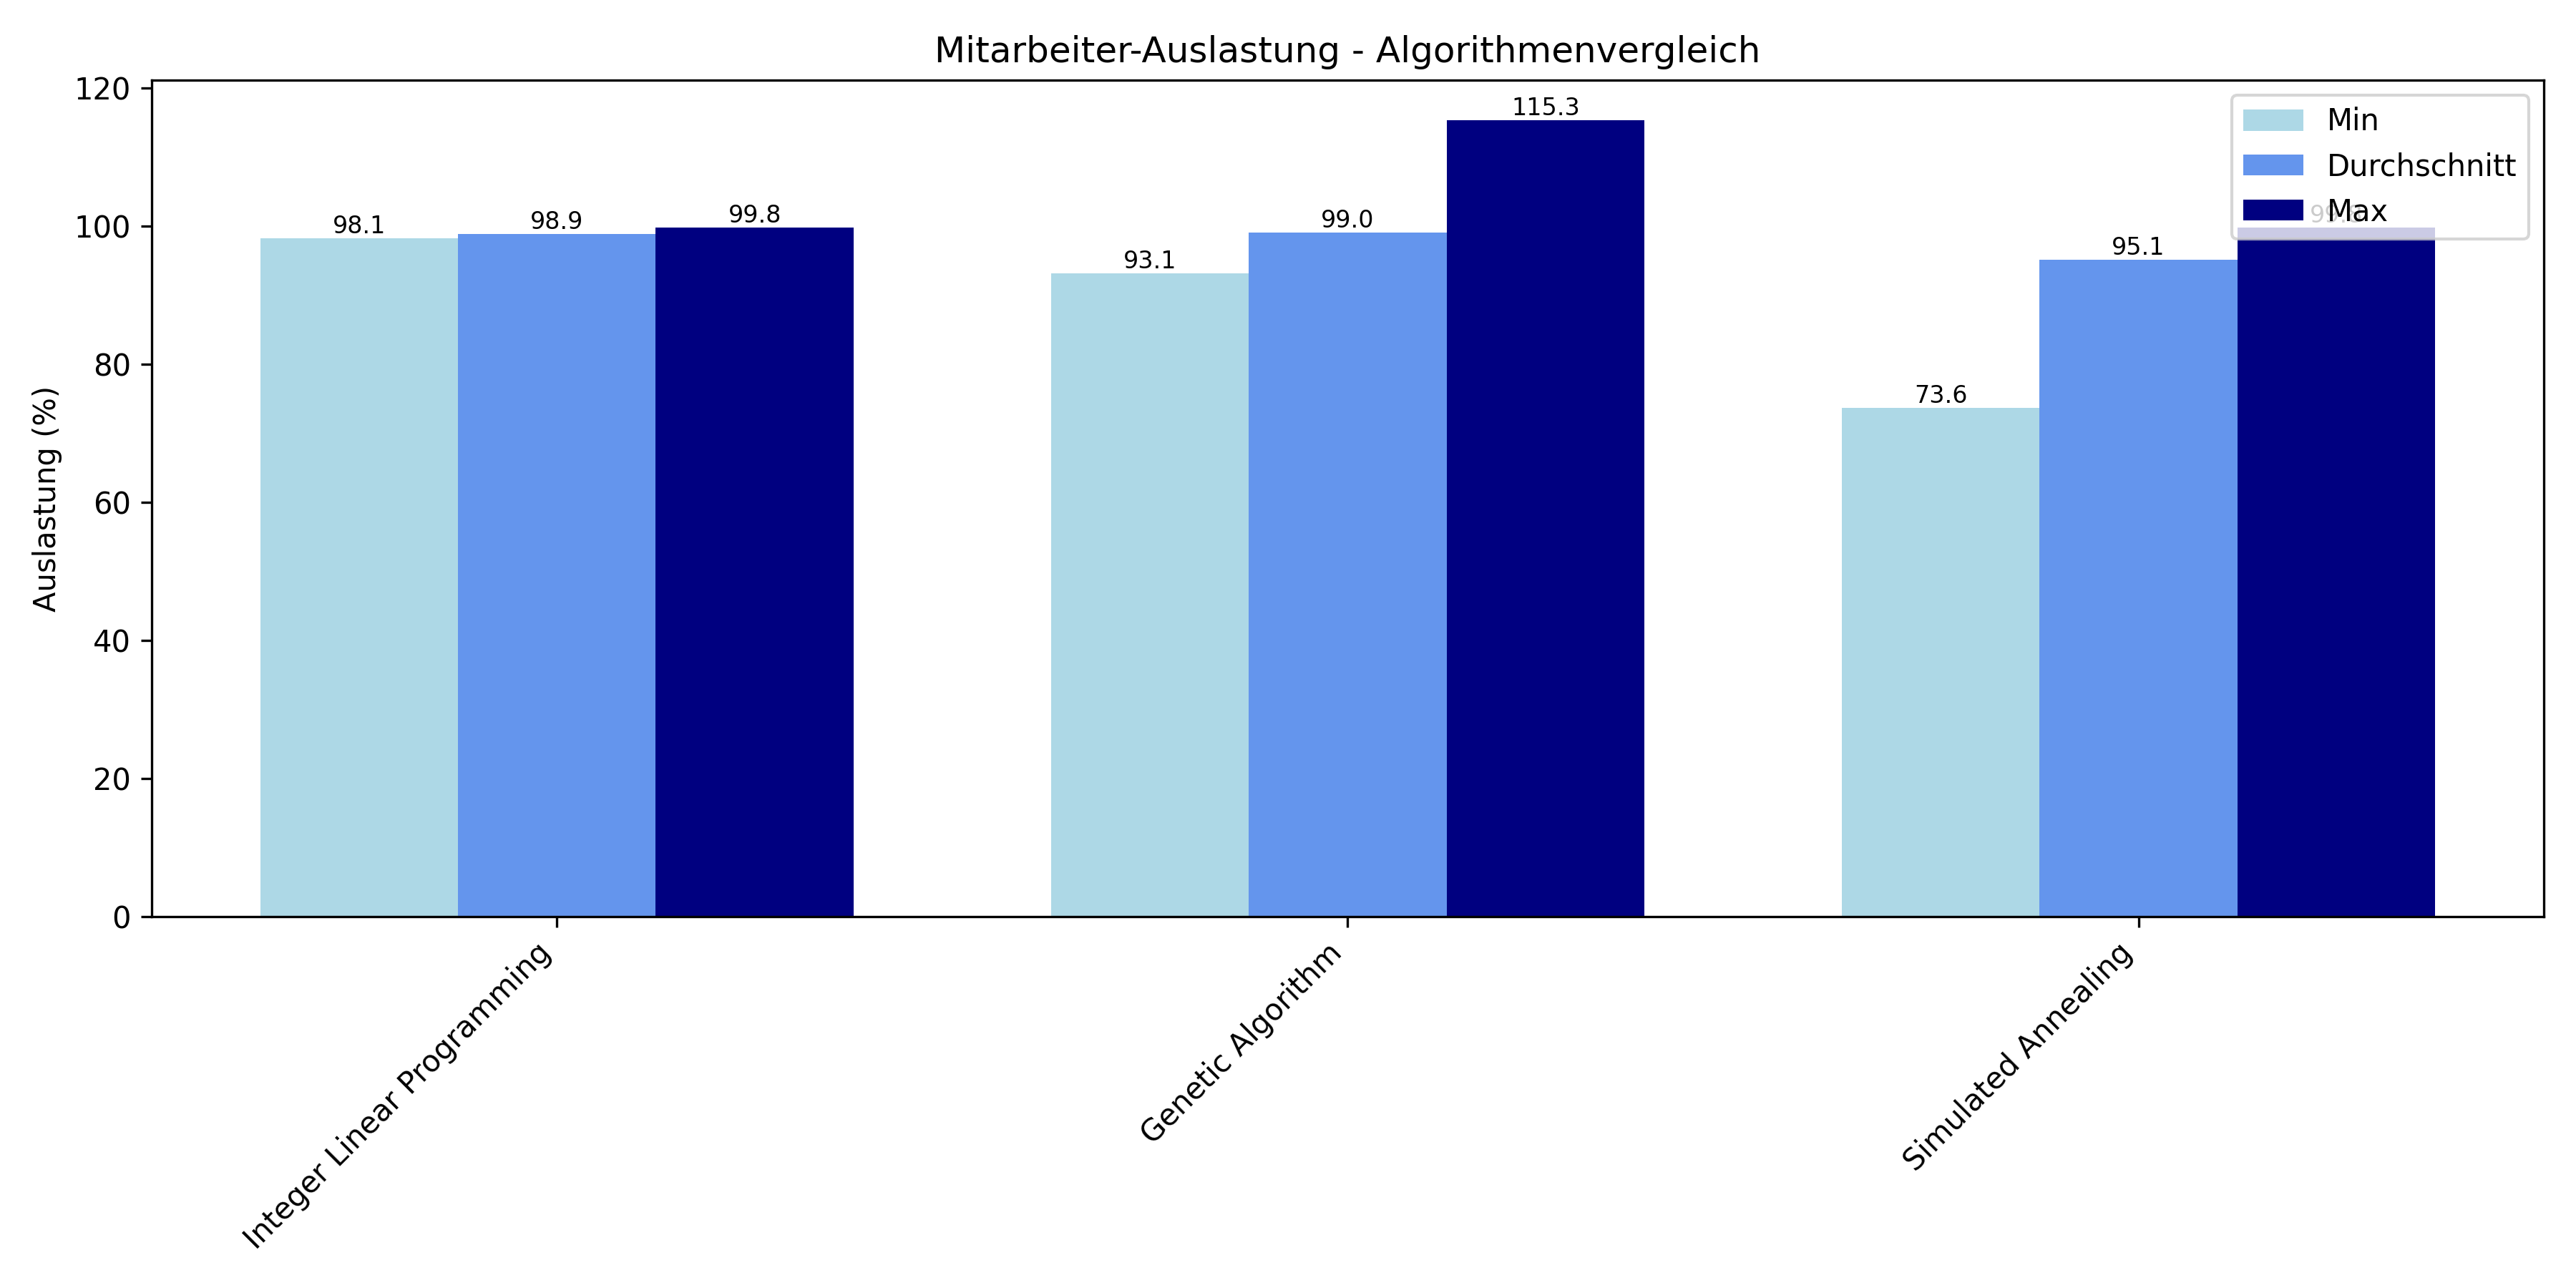 Mitarbeiter-Auslastung - Algorithmenvergleich
Auslastung (%)
120
100
80
60
40
20
0
98.1
98.9
99.8
93.1
99.0
115.3
73.6
95.1
Min
Durchschnitt
Max
Integer Linear Programming
Genetic Algorithm
Simulated Annealing